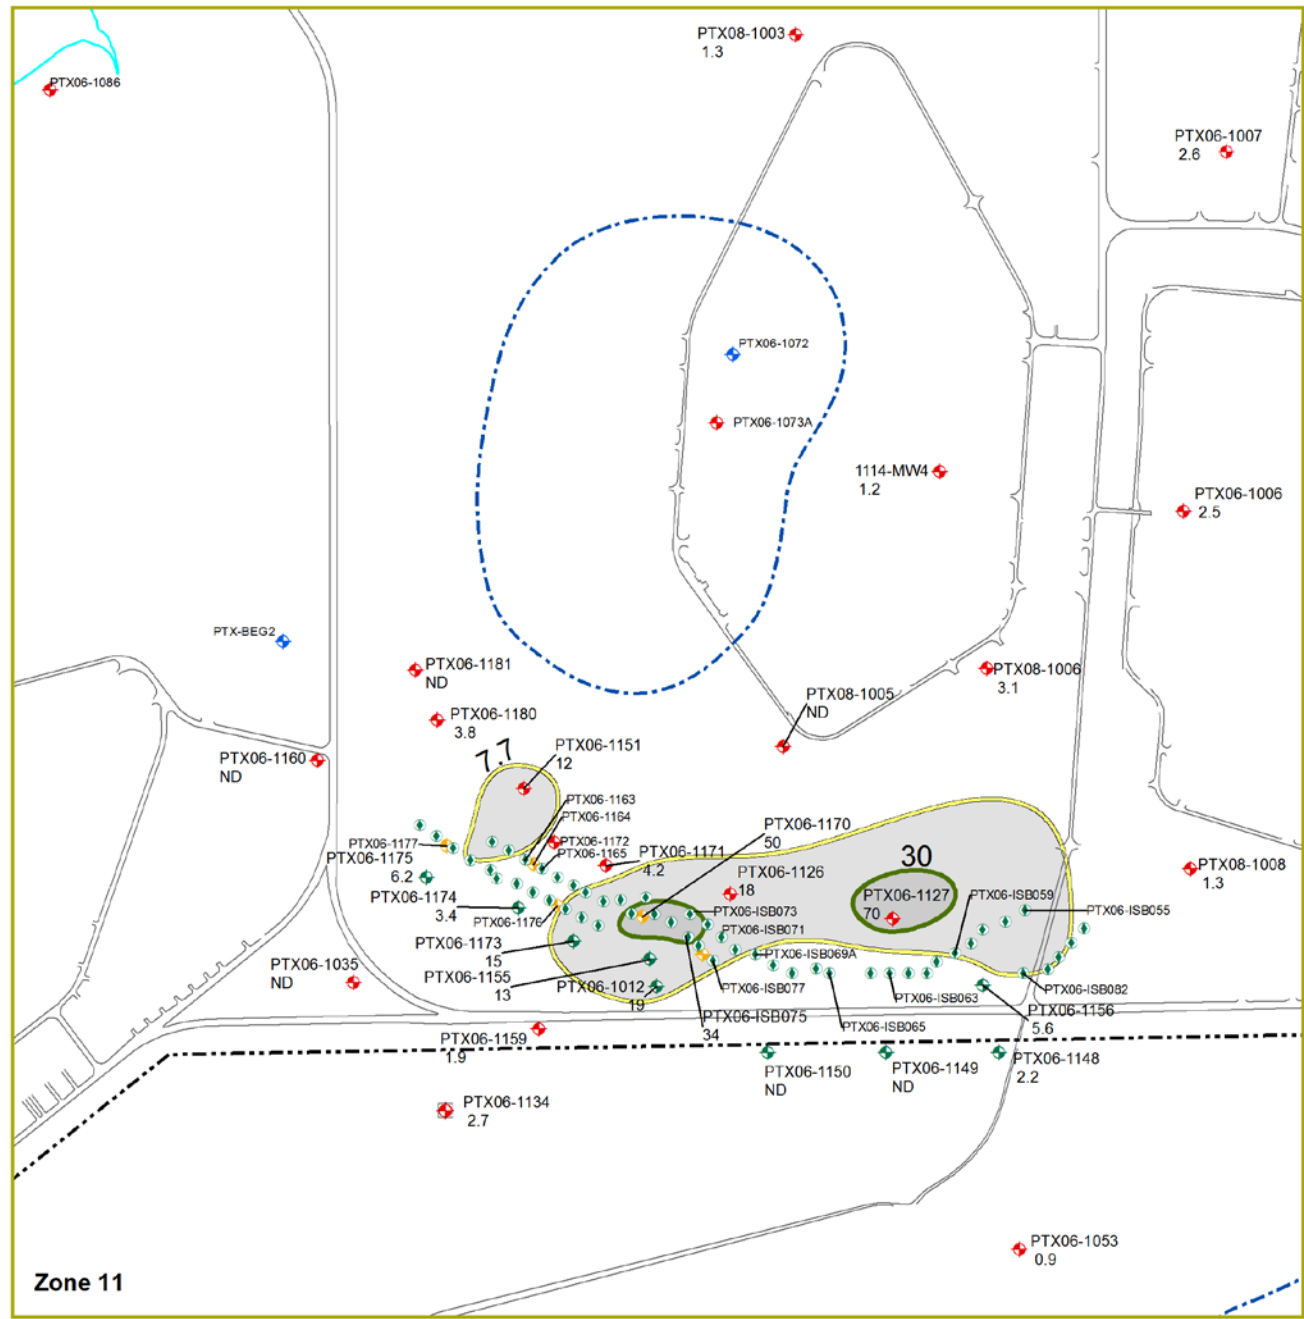 PTX08-1003
1.3
PTX06-1086
PTX06-1007
2.6
PTX06-1072
PTX06-1073A
1114-MW4
1.2
PTX06-1006
2.5
PTX-BEG2
PTX06-1181
ND
PTX08-1006
3.1
PTX08-1005
ND
PTX06-1180
3.8
PTX06-1160
ND
7.7
PTX06-1151
12
PTX06-1163
PTX06-1164
PTX06-1170
50
PTX06-1177
PTX06-1172
PTX06-1165
PTX06-1171
4.2
30
PTX06-1175
6.2
PTX06-1126
18
PTX08-1008
1.3
PTX06-1174
3.4
PTX06-1127
70
PTX06-ISB059
PTX06-ISB055
PTX06-1176
PTX06-ISB073
PTX06-ISB071
PTX06-1173
15
PTX06-ISB069A
PTX06-1155
13
PTX06-1035
ND
PTX06-1012
19
PTX06-ISB077
PTX06-ISB063
PTX06-ISB082
PTX06-ISB075
34
PTX06-ISB065
PTX06-1156
5.6
PTX06-1159
1.9
PTX06-1150
ND
PTX06-1149
ND
PTX06-1148
2.2
PTX06-1134
2.7
PTX06-1053
0.9
Zone 11